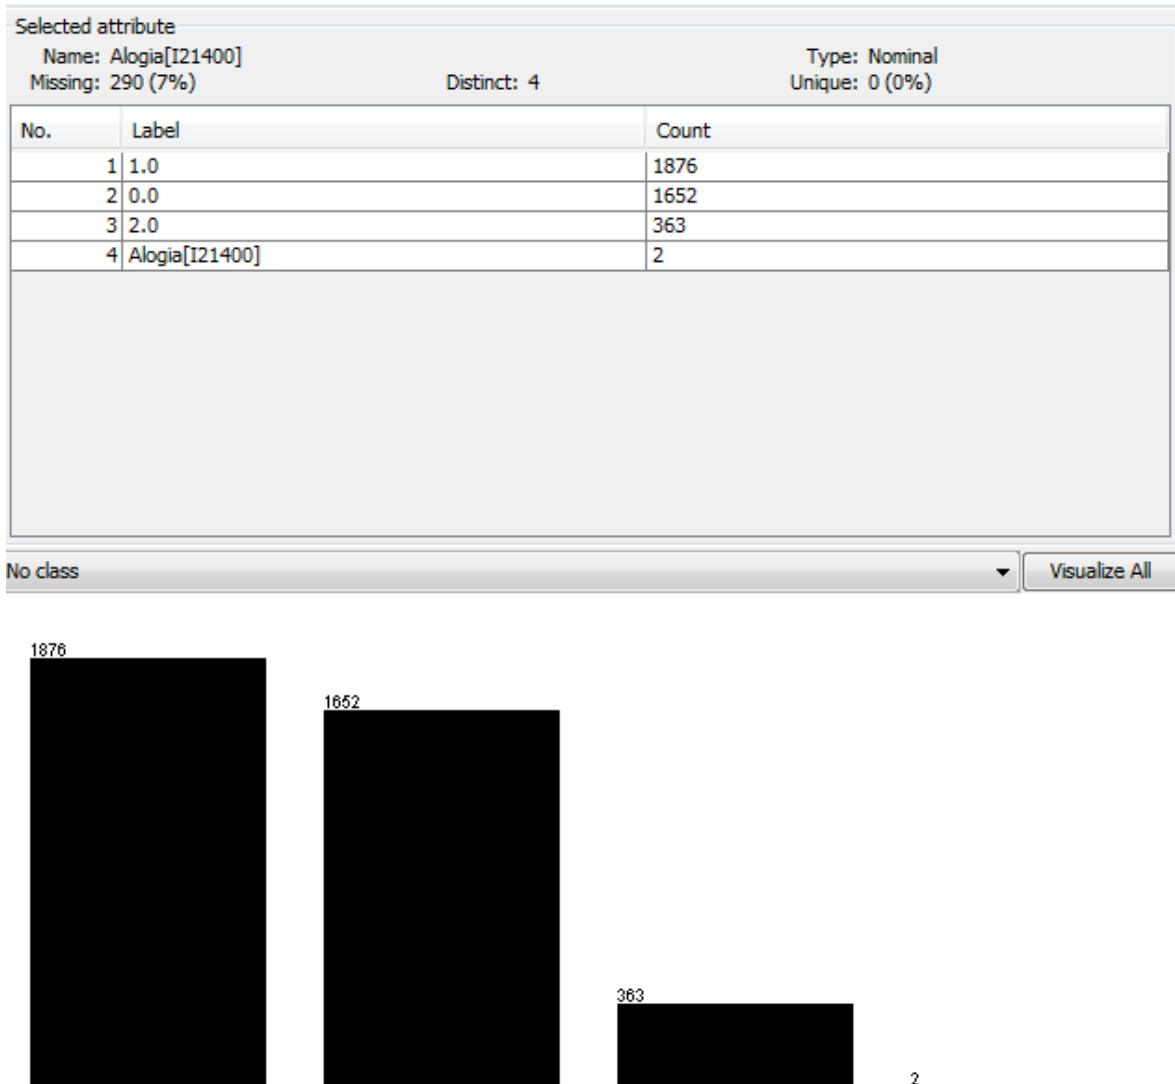 Selected attribute
Name: Alogia[I21400] Type: Nominal
Missing: 290 (7%) Distinct: 4 Unique: 0 (0%)
No. Label Count
1 1.0 1876
2 0.0 1652
3 2.0 363
4 Alogia[I21400] 2
No class Visualize All
1876
1652
363
2